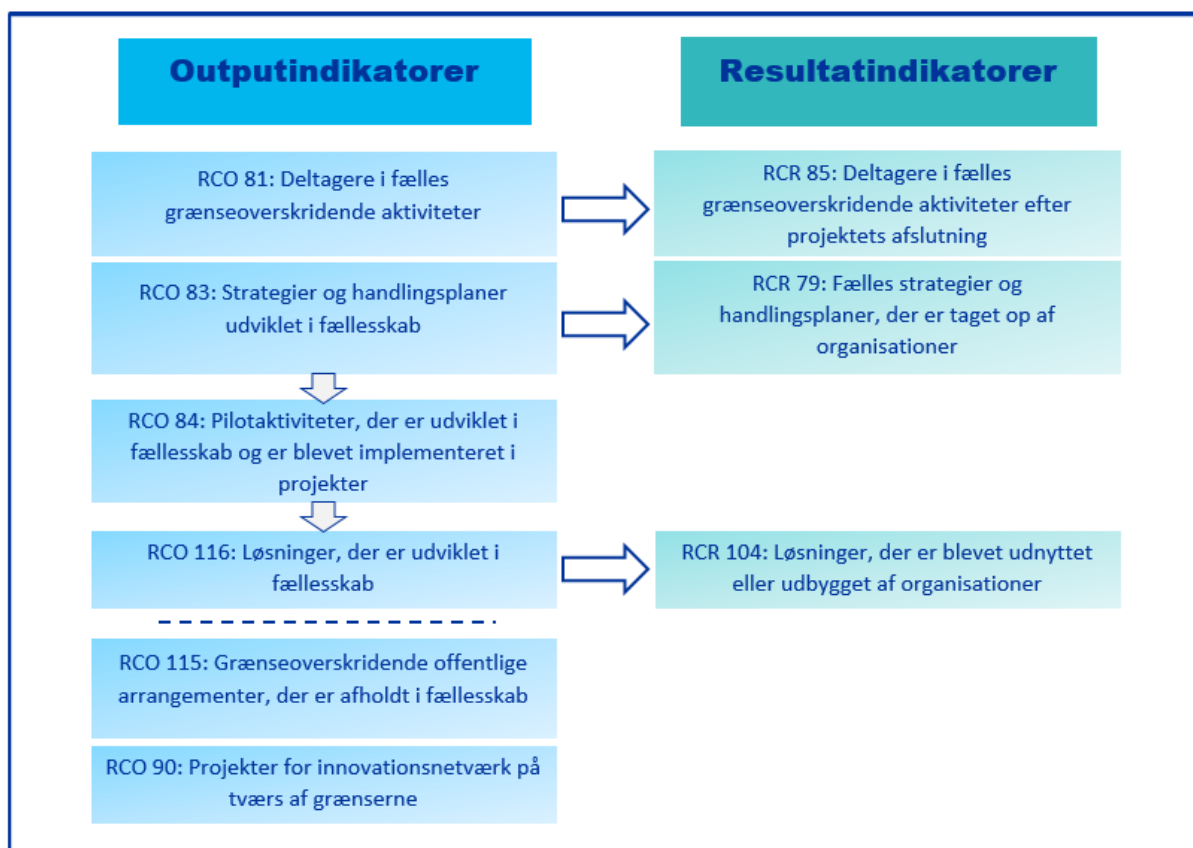 Outputindikatorer
Resultatindikatorer
RCO 81: Deltagere i fælles
grænseoverskridende aktiviteter
RCR 85: Deltagere i fælles
grænseoverskridende aktiviteter efter
projektets afslutning
RCO 83: Strategier og handlingsplaner
udviklet i fællesskab
RCR 79: Fælles strategier og
handlingsplaner, der er taget op af
organisationer
RCO 84: Pilotaktiviteter, der er udviklet i
fællesskab og er blevet implementeret i
projekter
RCO 116: Løsninger, der er udviklet i
fællesskab
RCR 104: Løsninger, der er blevet udnyttet
eller udbygget af organisationer
RCO 115: Grænseoverskridende offentlige
arrangementer, der er afholdt i fællesskab
RCO 90: Projekter for innovationsnetværk på
tværs af grænserne